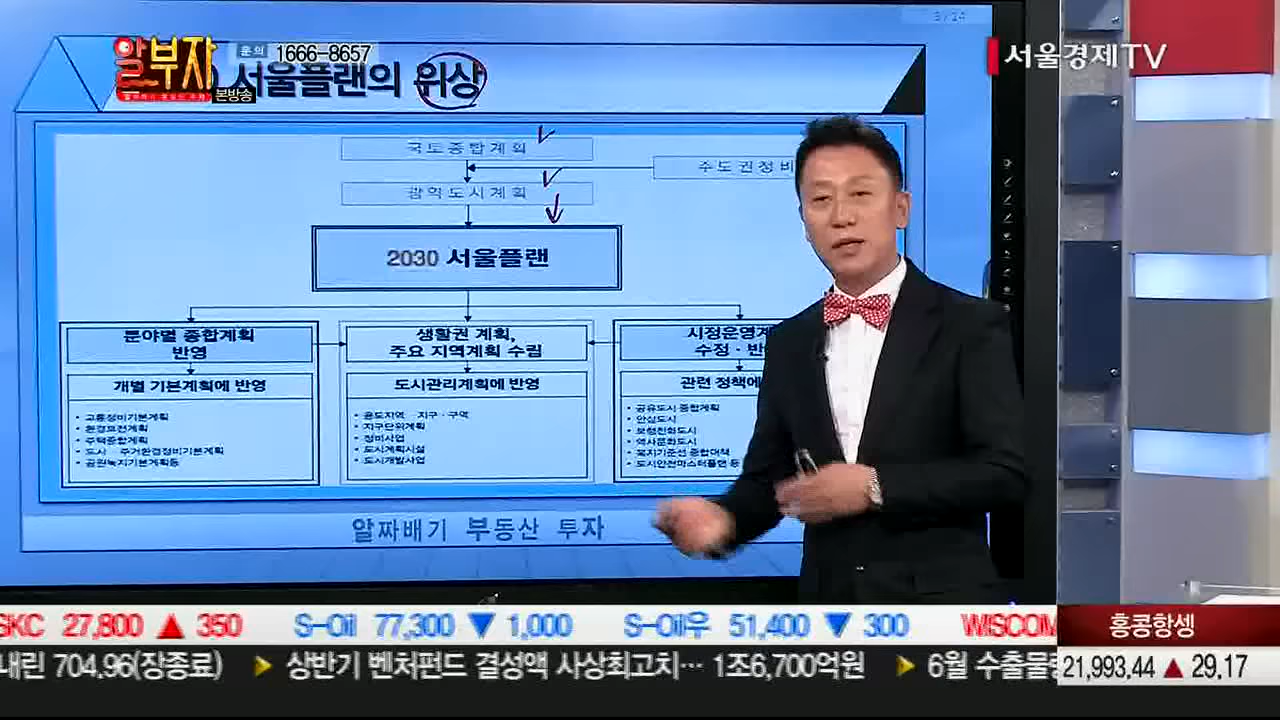 3 / 14
알부자
문의 1666-8657
본방송
서울경제TV
서울플랜의 위상
국토종합계획
수도권정비
광역도시계획
2030 서울플랜
분야별 종합계획
반영
생활권 계획,
주요 지역계획 수립
시정운영계
수정 · 반
개별 기본계획에 반영
도시관리계획에 반영
관련 정책에
• 교통정비기본계획
• 환경보전계획
• 주택종합계획
• 도시 · 주거환경정비기본계획
• 공원녹지기본계획등
• 용도지역 · 지구 · 구역
• 지구단위계획
• 정비사업
• 도시계획시설
• 도시개발사업
• 공유도시 종합계획
• 안심도시
• 보행친화도시
• 역사문화도시
• 복지기준선 종합대책
• 도시안전마스터플랜 등
알짜배기 부동산 투자
SKC 27,800 ▲ 350 S-Oil 77,300 ▼ 1,000 S-Oil우 51,400 ▼ 300 WISCOM
홍콩항셍
내린 704.96(장종료) ▶ 상반기 벤처펀드 결성액 사상최고치… 1조6,700억원 ▶ 6월 수출물량
21,993.44 ▲ 29.17